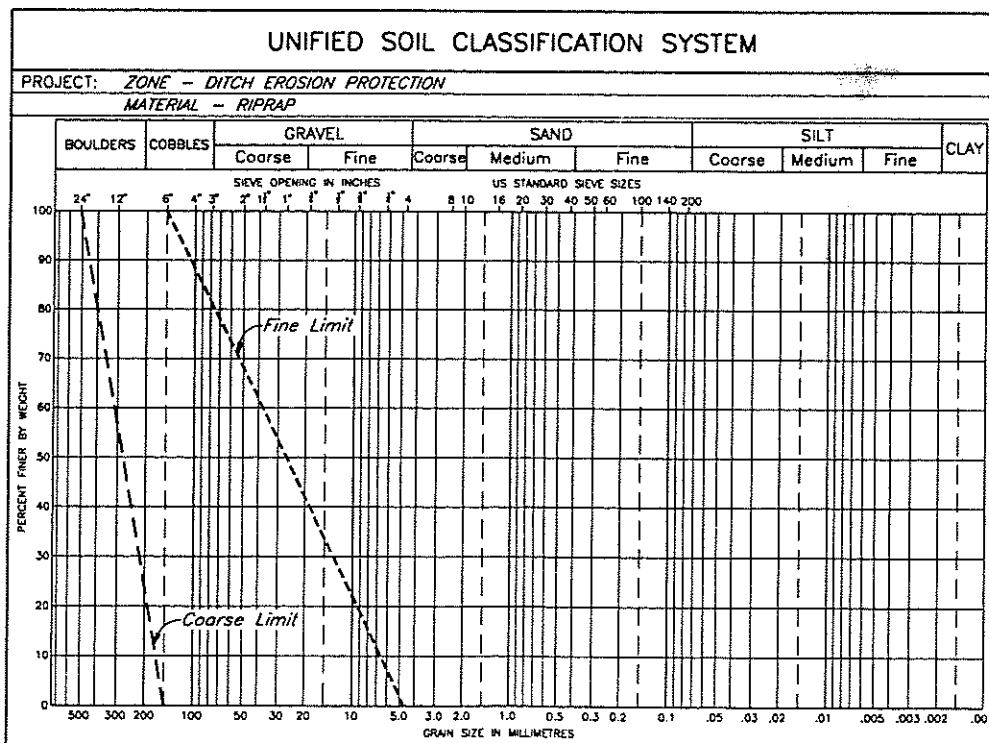 UNIFIED SOIL CLASSIFICATION SYSTEM
PROJECT: ZONE - DITCH EROSION PROTECTION
MATERIAL - RIPRAP
BOULDERS COBBLES GRAVEL SAND SILT CLAY
Coarse Fine Coarse Medium Fine Coarse Medium Fine
SIEVE OPENING IN INCHES US STANDARD SIEVE SIZES
24" 12" 6" 4" 3" 2" 1" 4 8 10 16 20 30 40 50 60 100 140 200
100
90
80
Fine Limit
70
60
50
40
30
20
Coarse Limit
10
0
PERCENT FINER BY WEIGHT
500 300 200 100 50 30 20 10 5.0 3.0 2.0 1.0 0.5 0.3 0.2 0.1 .05 .03 .02 .01 .005 .003 .002 .00
GRAIN SIZE IN MILLIMETRES